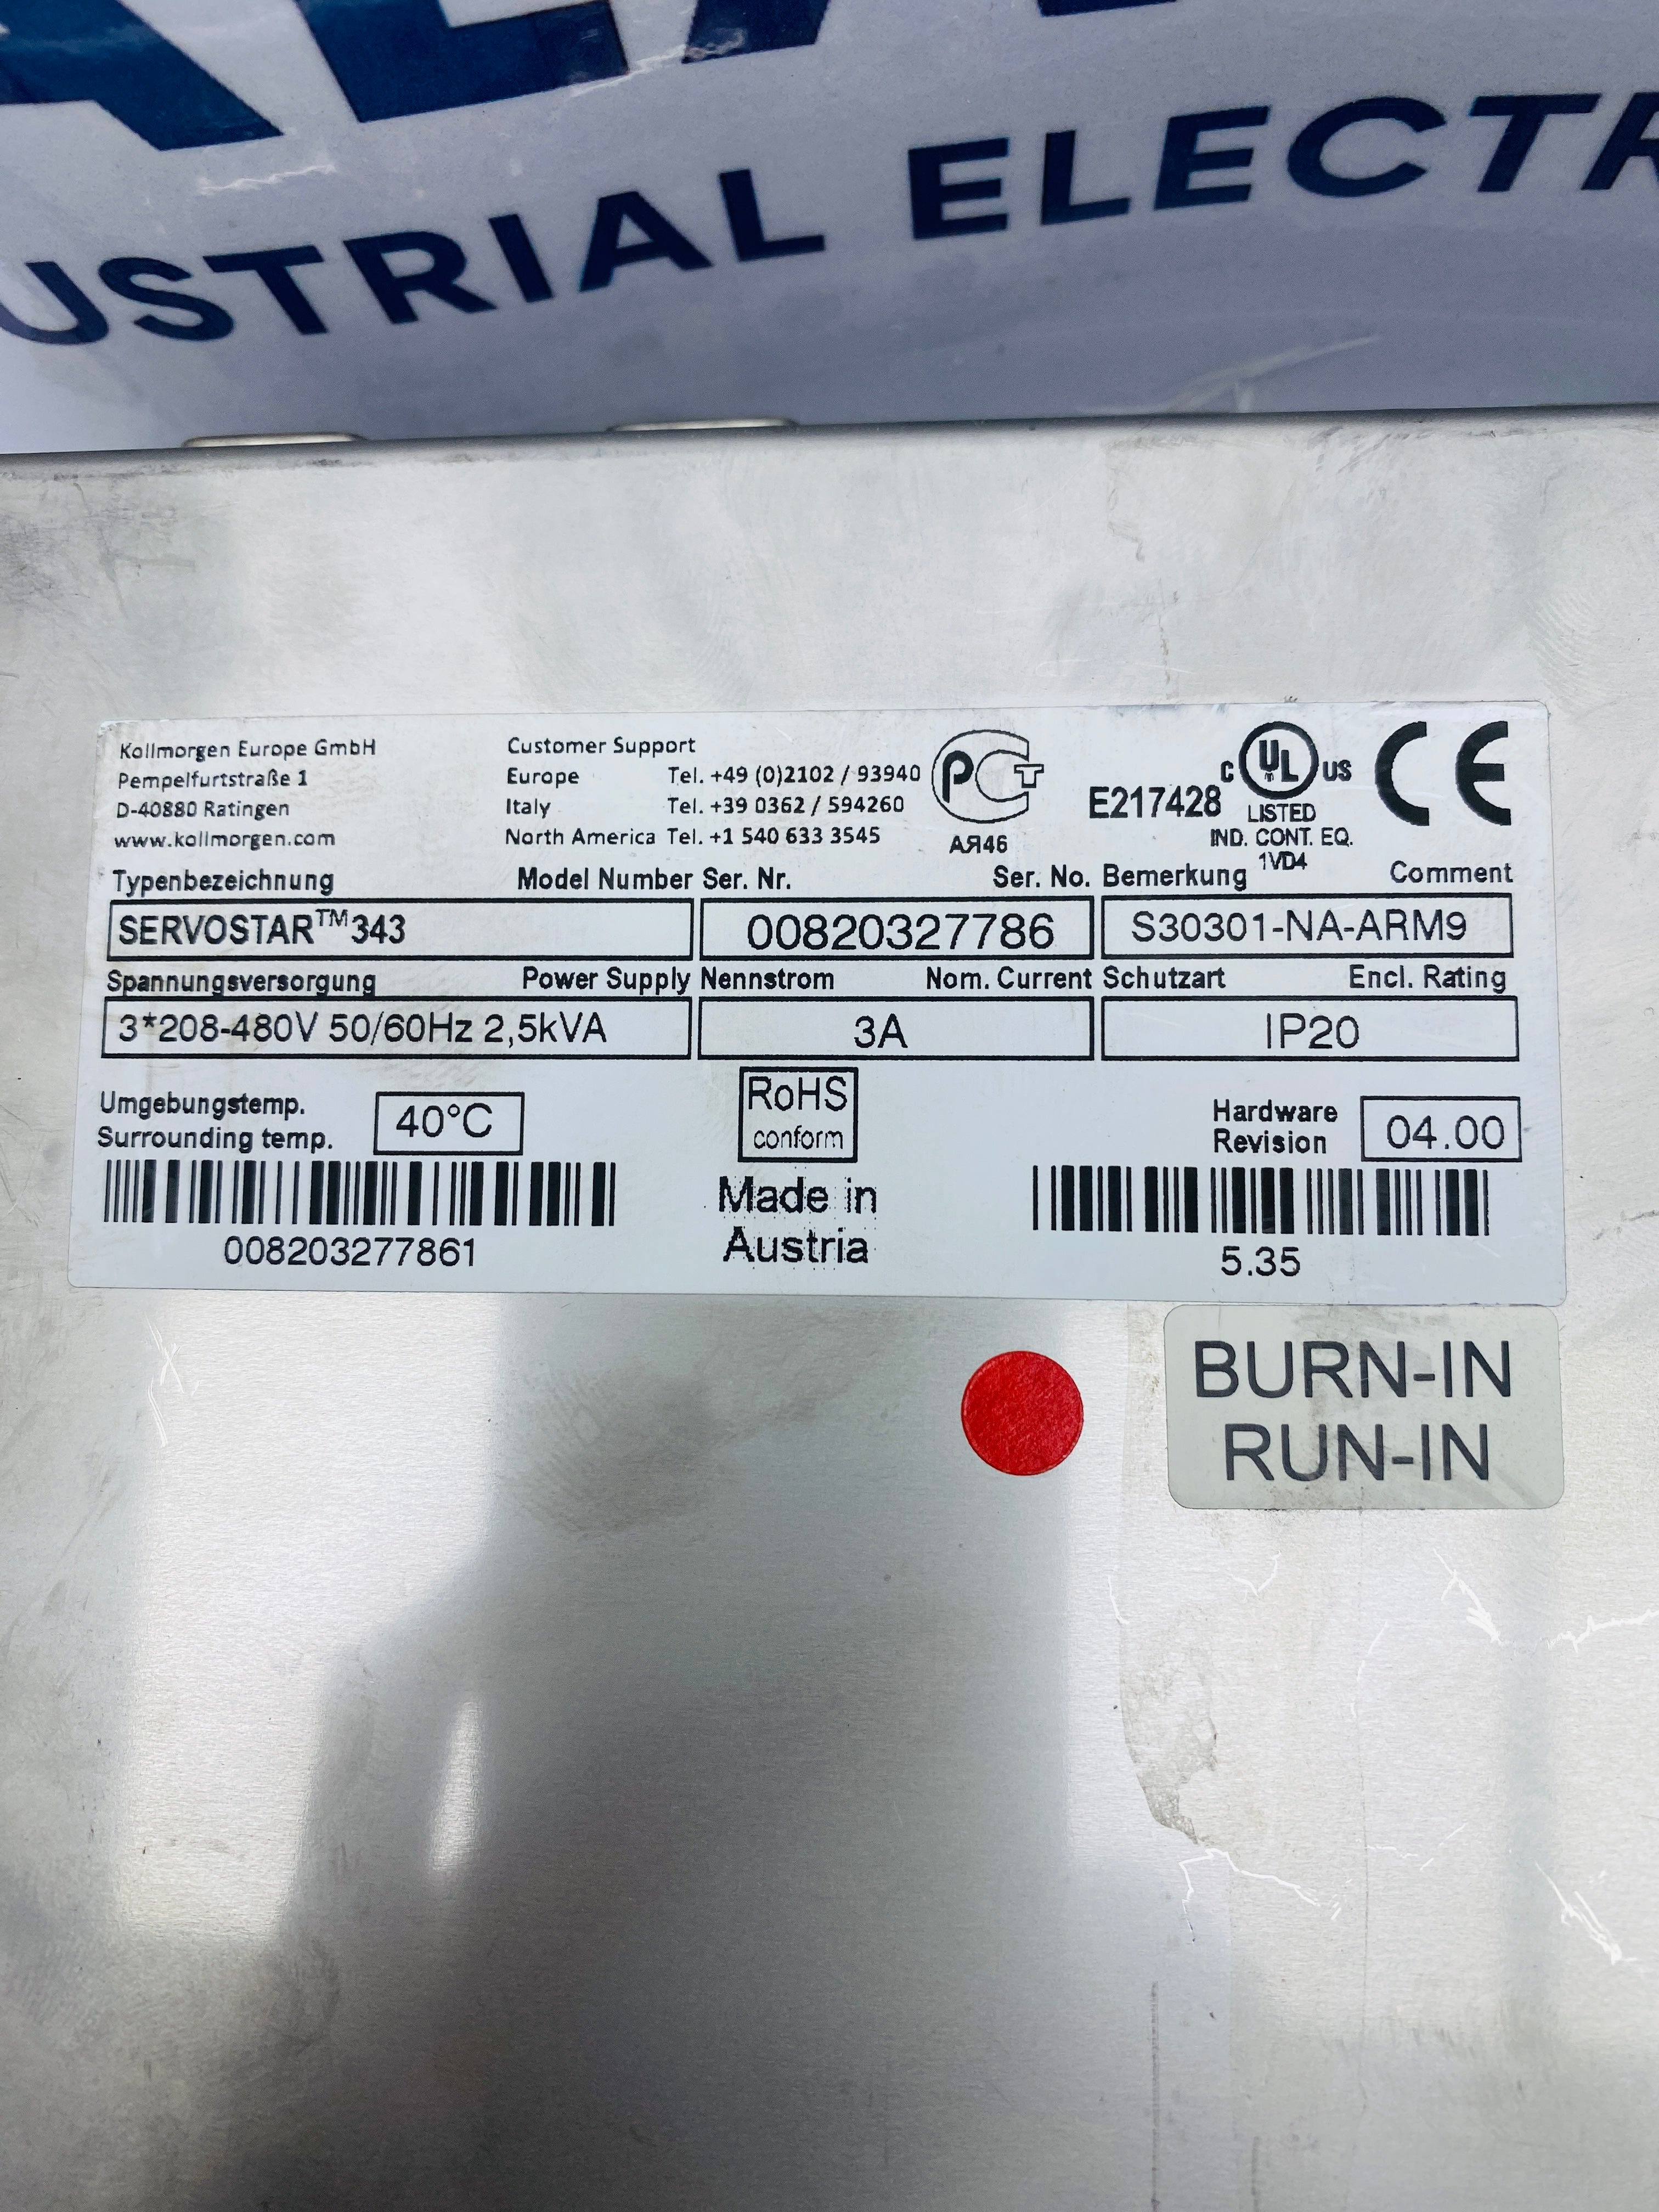 USTRIAL ELECTR
Kollmorgen Europe GmbH
Pempelfurtstraße 1
D-40880 Ratingen
www.kollmorgen.com
Customer Support
Europe Tel. +49 (0)2102 / 93940
Italy Tel. +39 0362 / 594260
North America Tel. +1 540 633 3545
РСТ
АЯ46
E217428
C UL US
LISTED
IND. CONT. EQ.
1VD4
CE
Typenbezeichnung Model Number Ser. Nr. Ser. No. Bemerkung Comment
SERVOSTAR™343 00820327786 S30301-NA-ARM9
Spannungsversorgung Power Supply Nennstrom Nom. Current Schutzart Encl. Rating
3*208-480V 50/60Hz 2,5kVA 3A IP20
Umgebungstemp.
Surrounding temp.
40°C
RoHS
conform
Hardware
Revision
04.00
Made in
Austria
008203277861
5.35
BURN-IN
RUN-IN